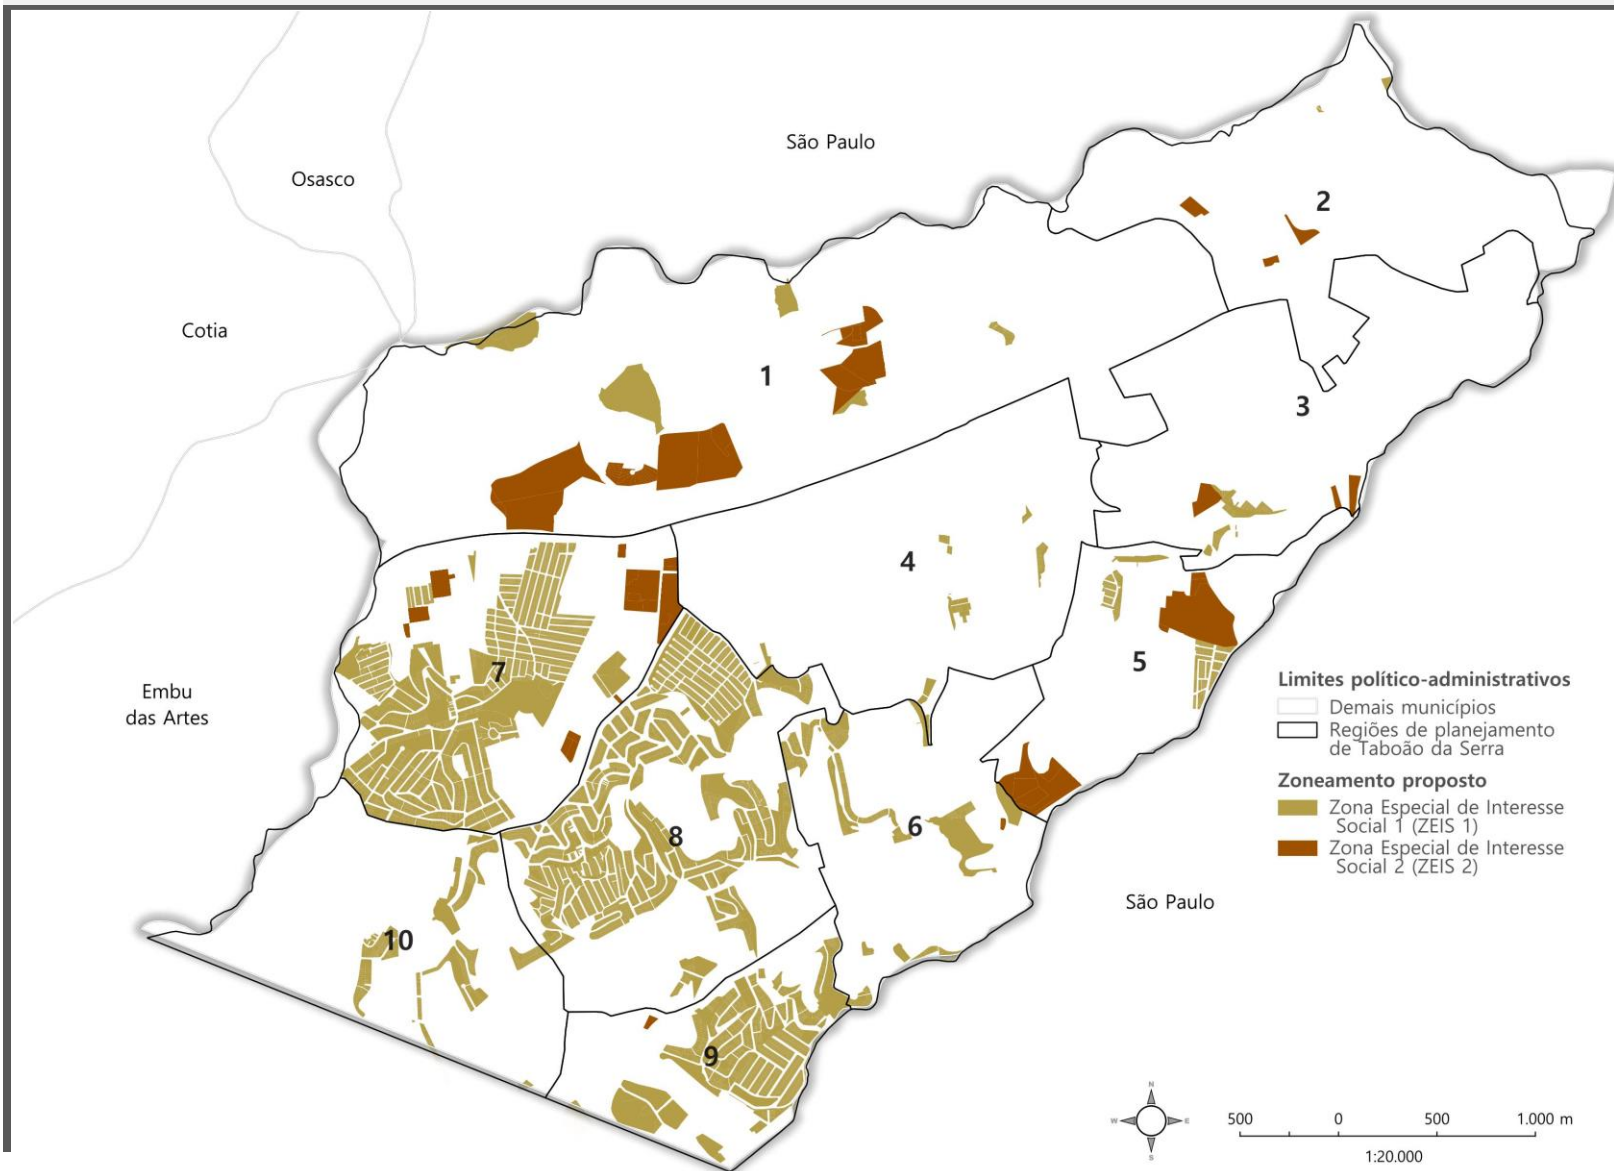 São Paulo
Osasco
2
Cotia
1
3
4
5
7
Embu
das Artes
8
6
10
9
São Paulo
Limites político-administrativos
Demais municípios
Regiões de planejamento
de Taboão da Serra
Zoneamento proposto
Zona Especial de Interesse
Social 1 (ZEIS 1)
Zona Especial de Interesse
Social 2 (ZEIS 2)
N
W
E
S
500 0 500 1.000 m
1:20.000